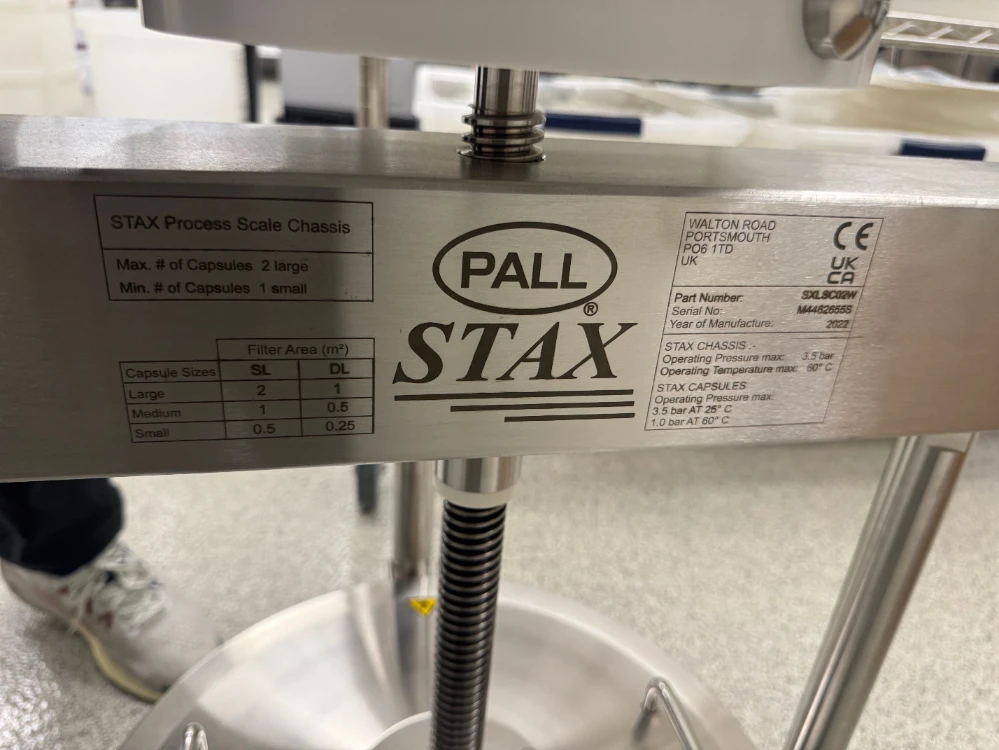 STAX Process Scale Chassis
Max. # of Capsules 2 large
Min. # of Capsules 1 small
Filter Area (m²)
Capsule Sizes SL DL
Large 2 1
Medium 1 0.5
Small 0.5 0.25
PALL
®
STAX
WALTON ROAD
PORTSMOUTH
PO6 1TD
UK
CE
UK
CA
Part Number: SXLSC02W
Serial No: M4462655S
Year of Manufacture: 2022
STAX CHASSIS :-
Operating Pressure max: 3.5 bar
Operating Temperature max: 60° C
STAX CAPSULES
Operating Pressure max:
3.5 bar AT 25° C
1.0 bar AT 60° C